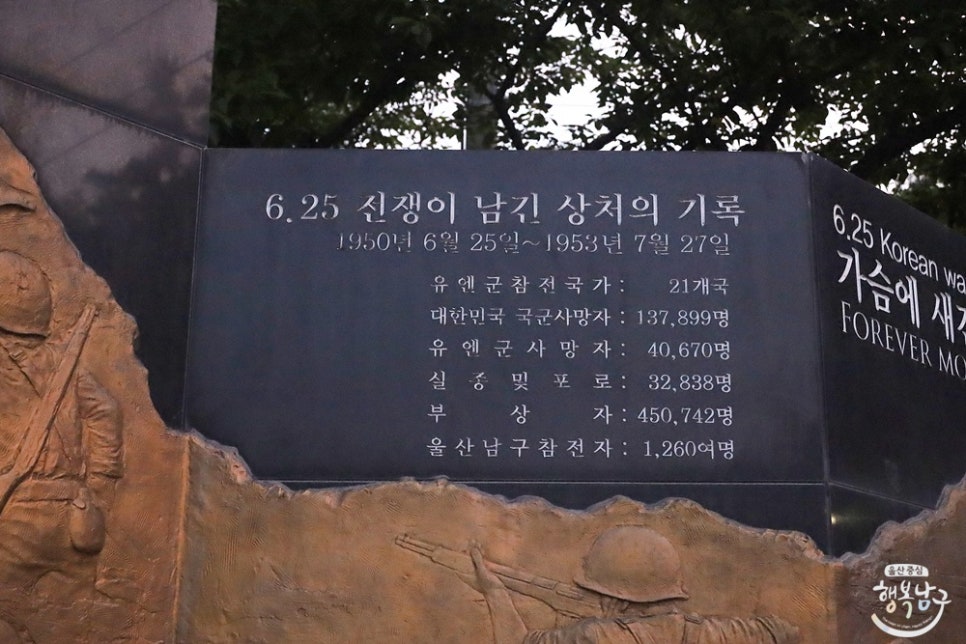 6.25 선쟁이 남긴 상처의 기록
1950년 6월 25일~1953년 7월 27일
유엔군참전국가 : 21개국
대한민국 국군사망자 : 137,899명
유엔군사망자 : 40,670명
실종및포로 : 32,838명
부상자 : 450,742명
울산남구참전자 : 1,260여명
6.25 Korean wa
가슴에 새
FOREVER MO
울산 중심
행복남구